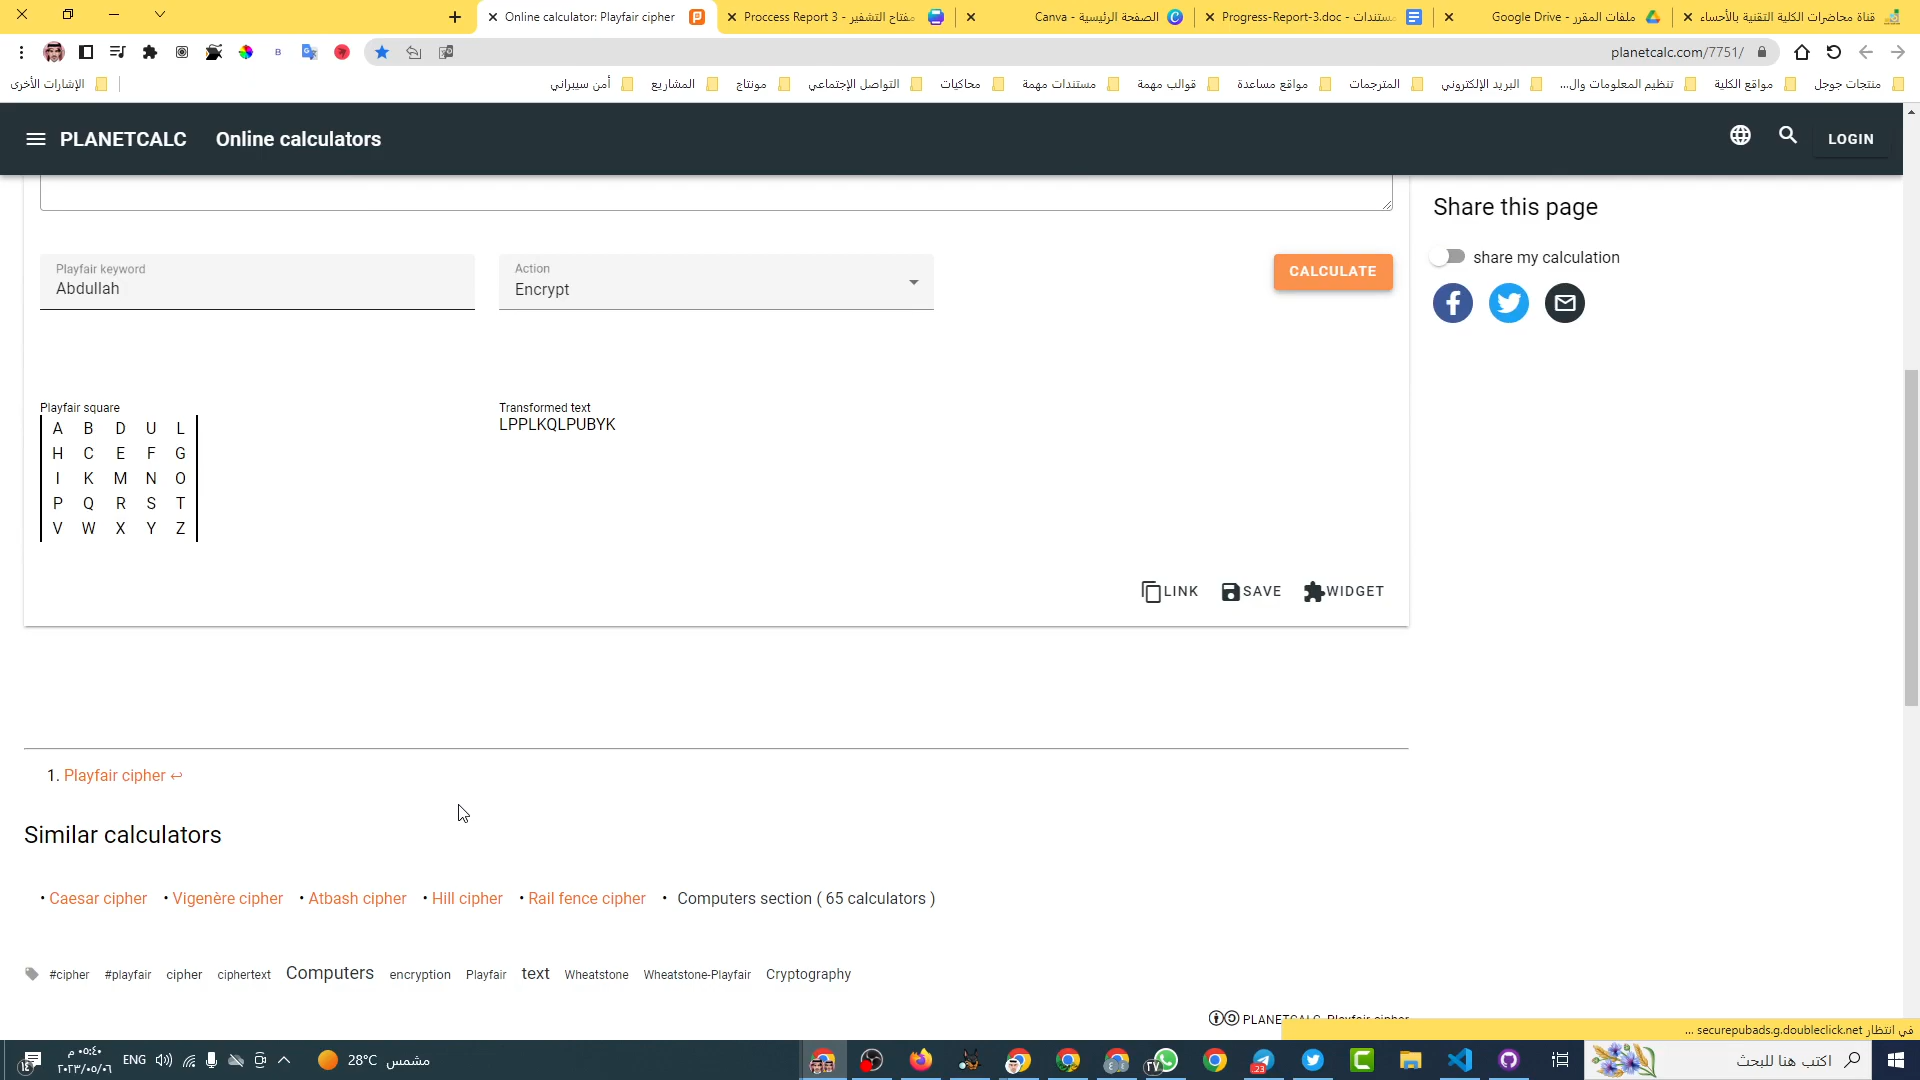 Online calculator: Playfair cipher
مفتاح التشفير - Proccess Report 3
الصفحة الرئيسية - Canva
مستندات - Progress-Report-3.doc
ملفات المقرر - Google Drive
قناة محاضرات الكلية التقنية بالأحساء
planetcalc.com/7751/
منتجات جوجل
مواقع الكلية
تنظيم المعلومات وال...
البريد الإلكتروني
المترجمات
مواقع مساعدة
قوالب مهمة
مستندات مهمة
محاكيات
التواصل الإجتماعي
مونتاج
المشاريع
أمن سيبراني
الإشارات الأخرى
PLANETCALC Online calculators
LOGIN
Share this page
share my calculation
Playfair keyword
Abdullah
Action
Encrypt
CALCULATE
Playfair square
A B D U L
H C E F G
I K M N O
P Q R S T
V W X Y Z
Transformed text
LPPLKQLPUBYK
LINK SAVE WIDGET
1. Playfair cipher ↩
Similar calculators
• Caesar cipher • Vigenère cipher • Atbash cipher • Hill cipher • Rail fence cipher • Computers section ( 65 calculators )
#cipher #playfair cipher ciphertext Computers encryption Playfair text Wheatstone Wheatstone-Playfair Cryptography
في انتظار securepubads.g.doubleclick.net ...
٠٥:٤٠ م
٢٠٢٣/٠٥/٠٦
ENG
28°C مشمس
اكتب هنا للبحث